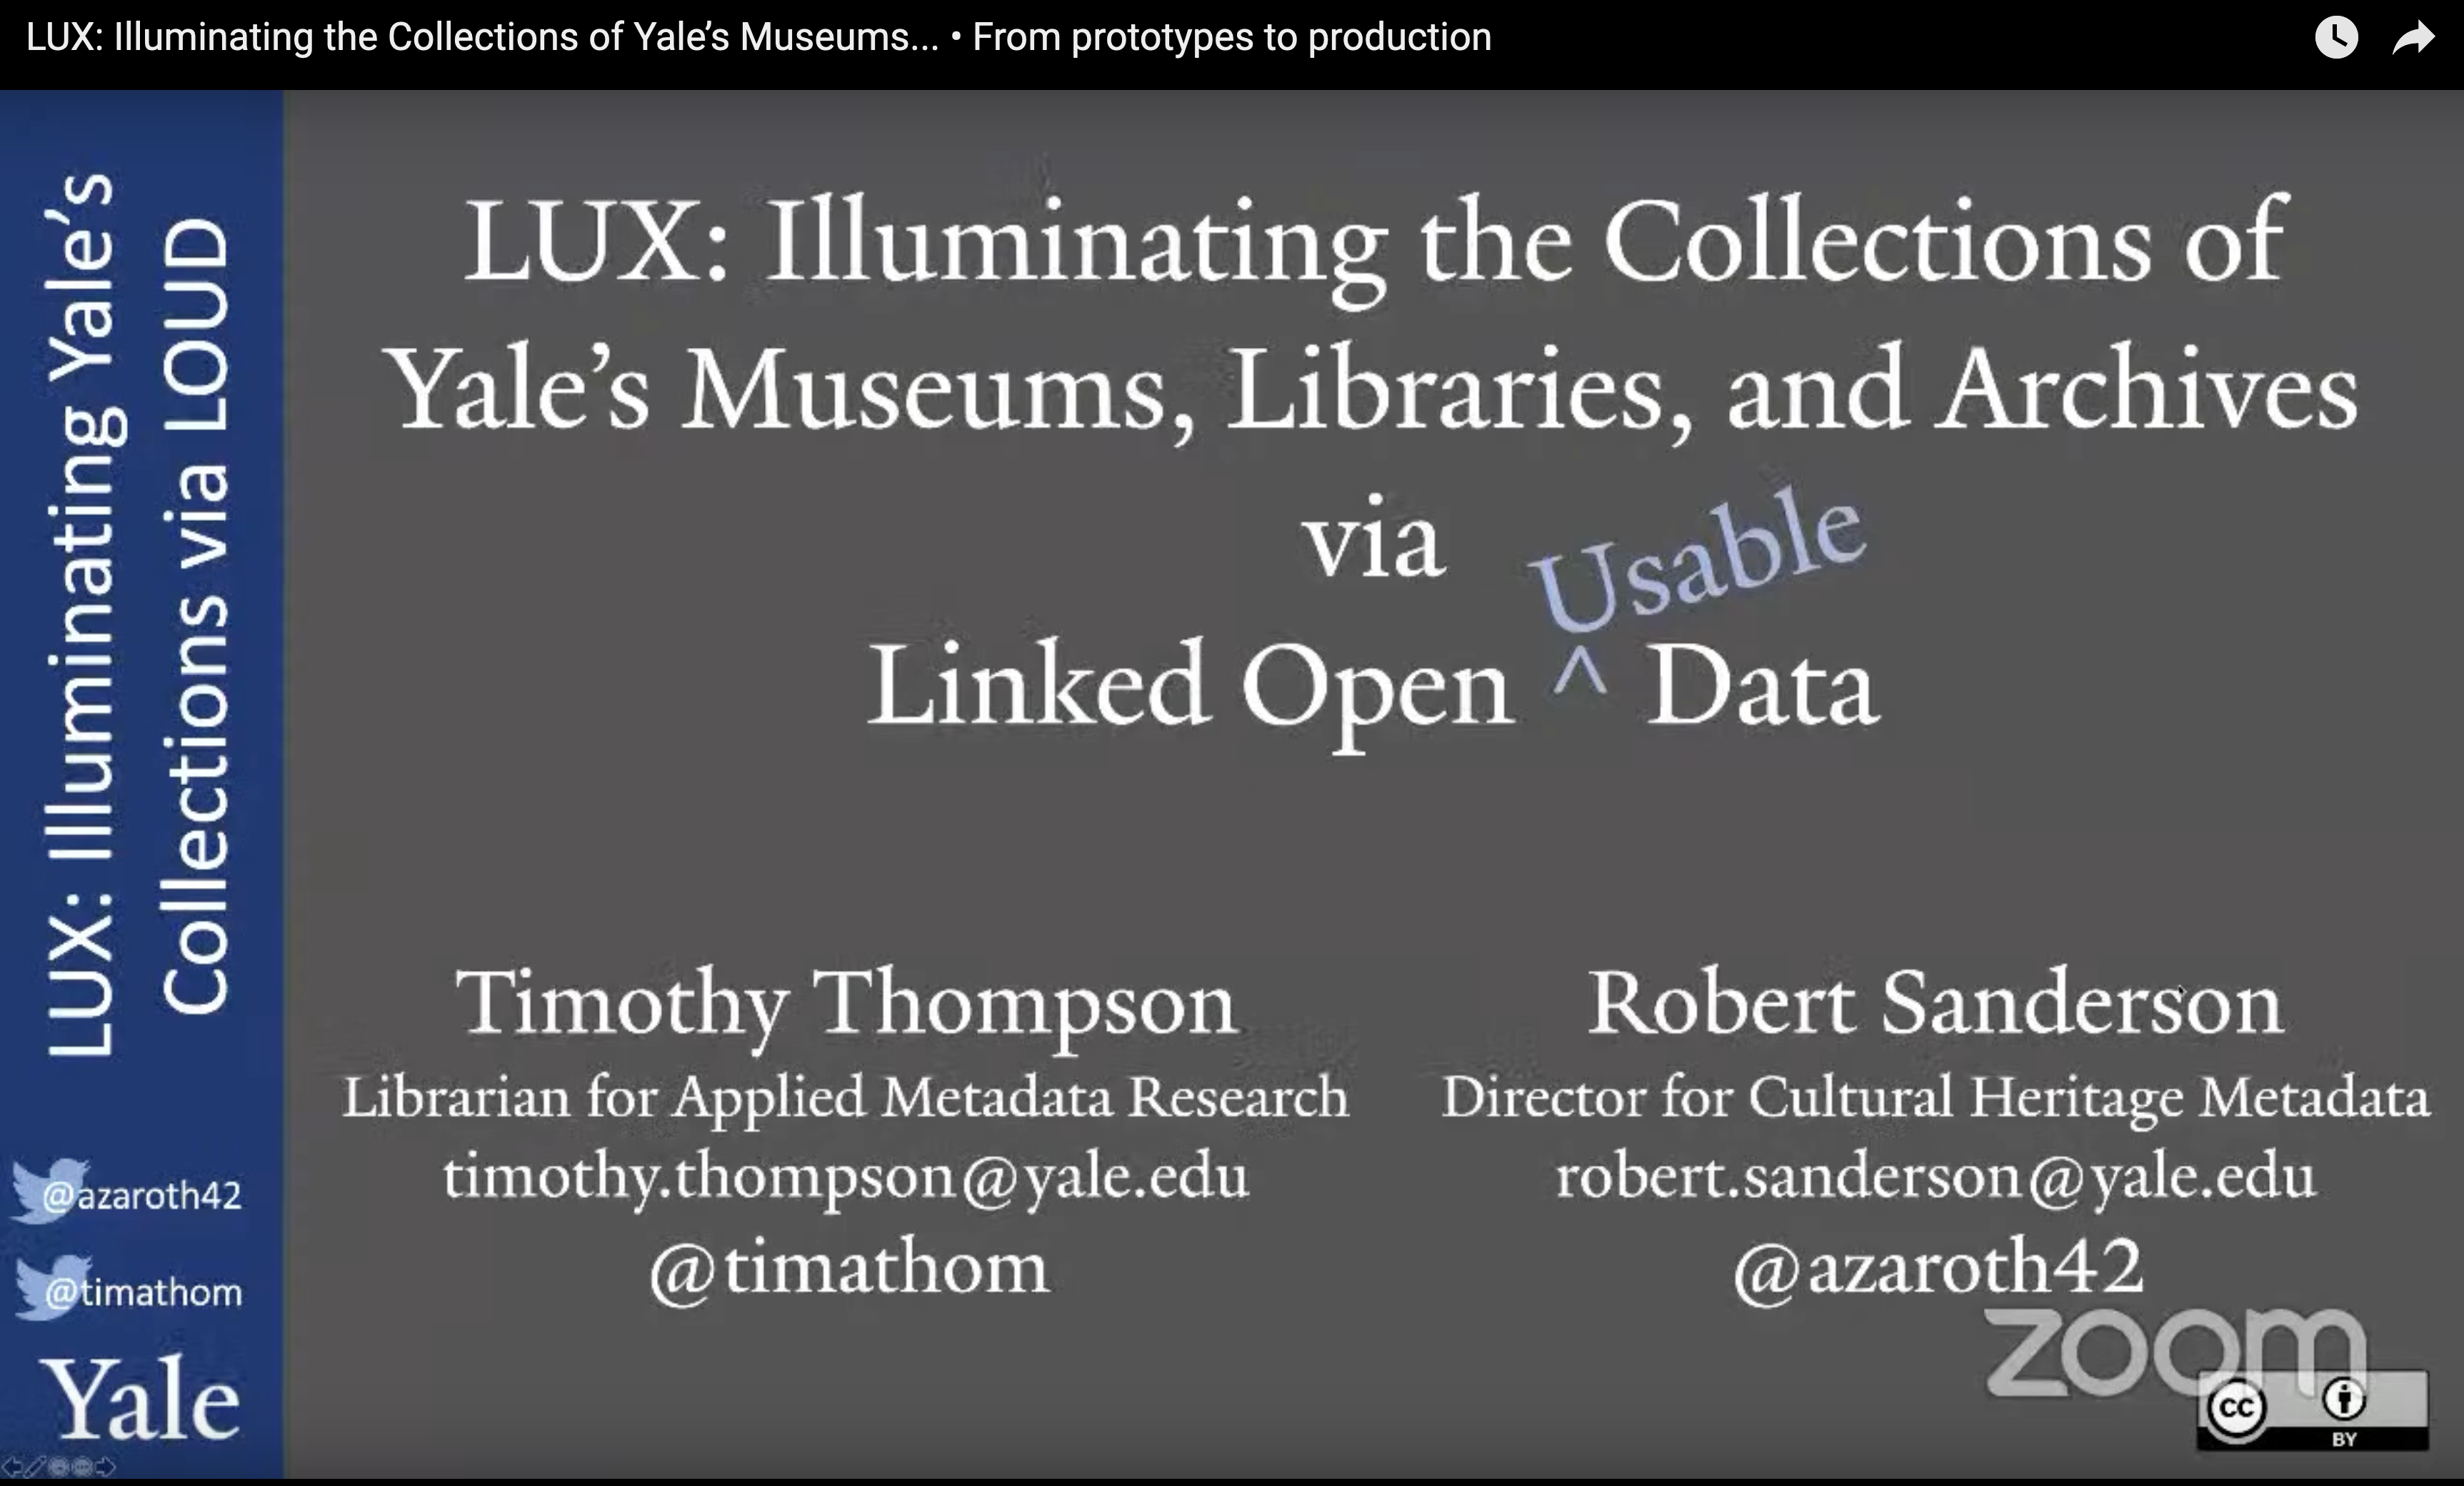 LUX: Illuminating the Collections of Yale’s Museums... • From prototypes to production
LUX: Illuminating Yale’s
Collections via LOUD
@azaroth42
@timathom
Yale
LUX: Illuminating the Collections of
Yale’s Museums, Libraries, and Archives
via
Usable
Linked Open ^ Data
Timothy Thompson
Librarian for Applied Metadata Research
timothy.thompson@yale.edu
@timathom
Robert Sanderson
Director for Cultural Heritage Metadata
robert.sanderson@yale.edu
@azaroth42
zoom
cc
BY